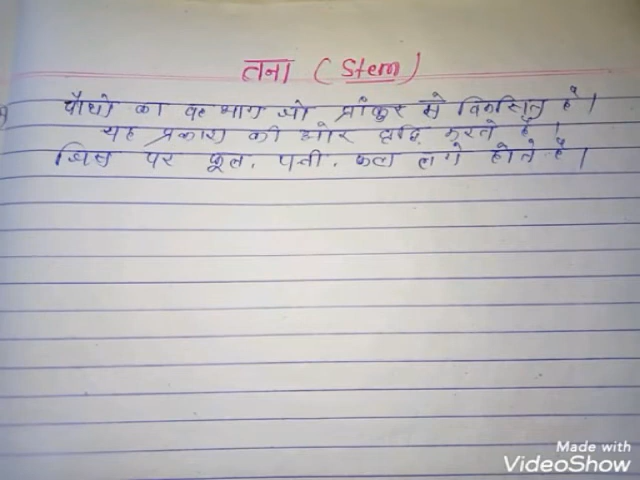 तना (Stem)
पौधो का वह भाग जो प्रांकुर से विकसित है।
यह प्रकाश की ओर वृद्धि करते है।
जिस पर फूल, पत्ती, फल लगे होते है।
Made with
VideoShow